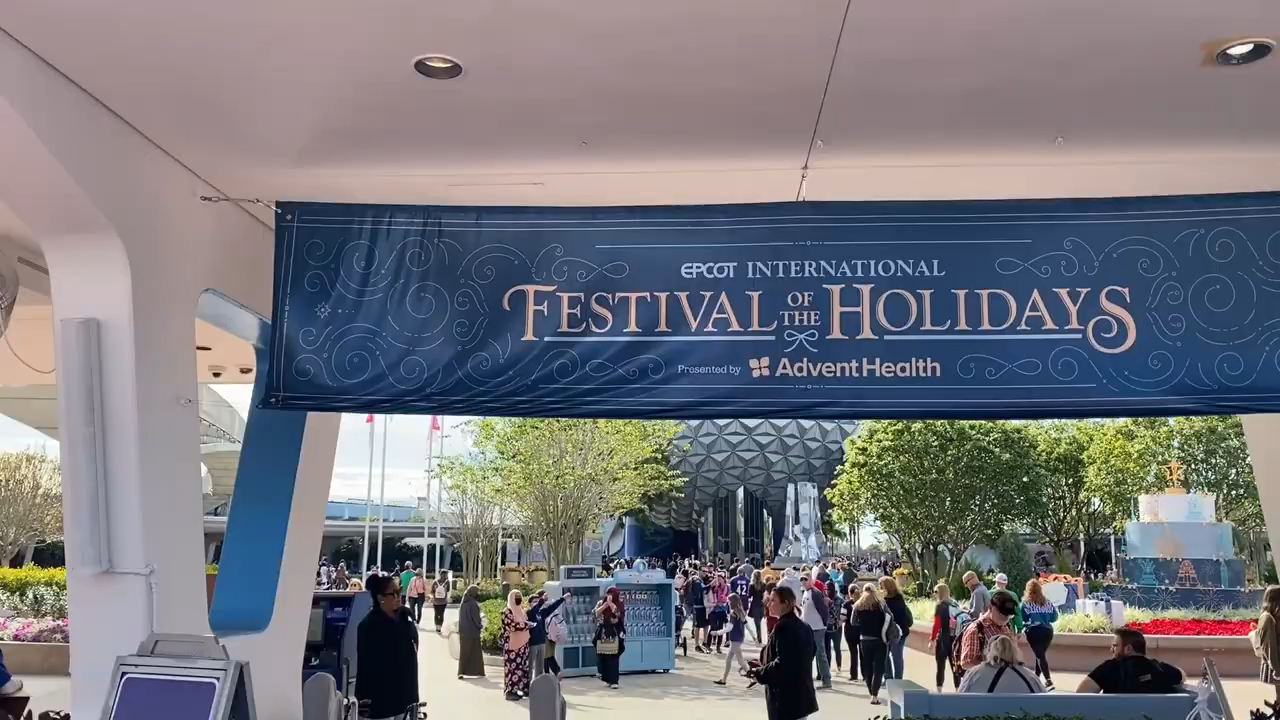 EPCOT INTERNATIONAL
FESTIVAL OF THE HOLIDAYS
Presented by AdventHealth